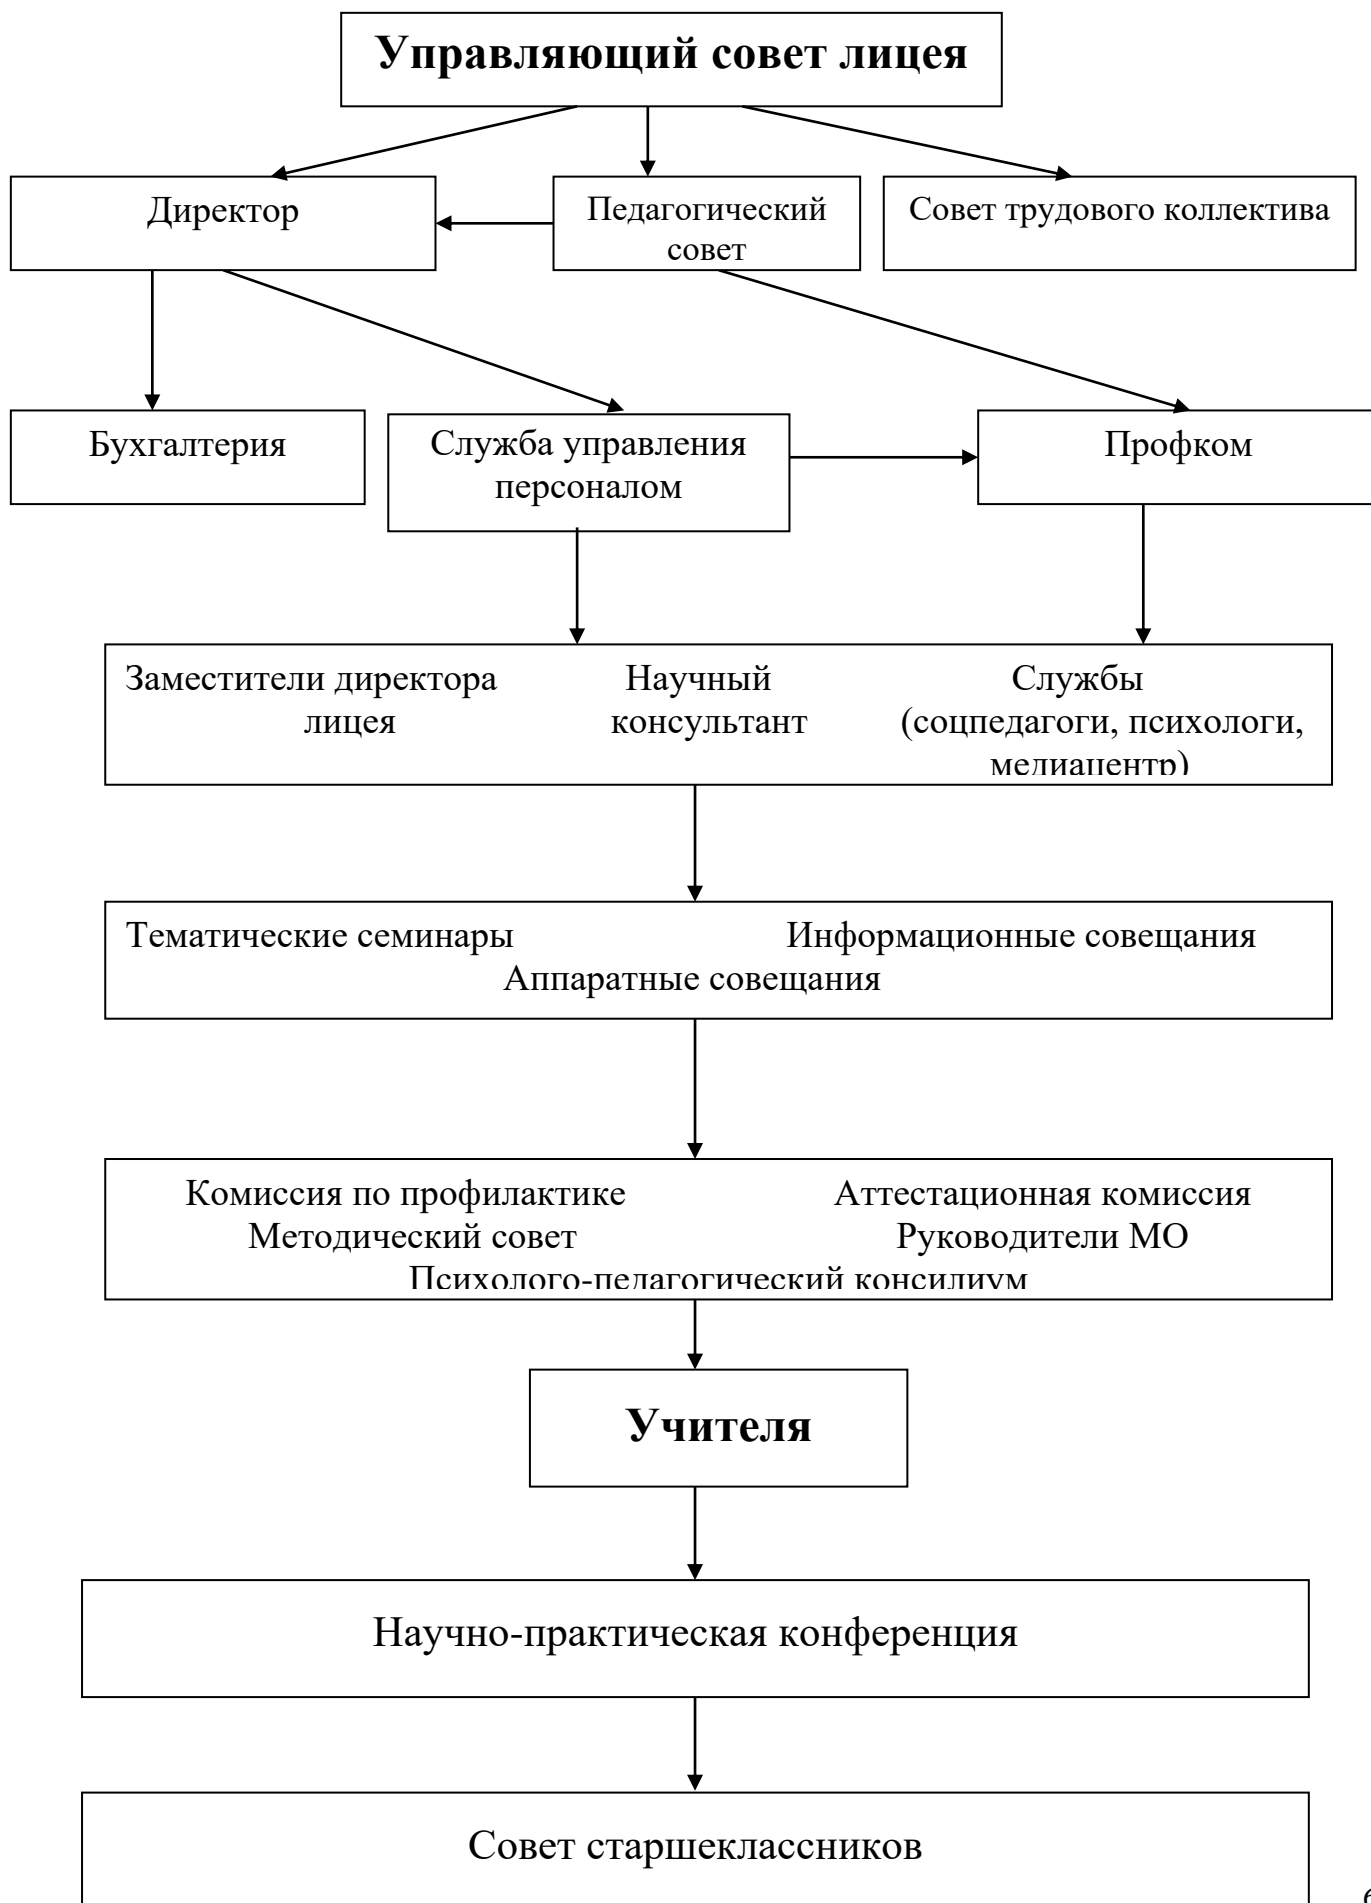 Управляющий совет лицея
Директор
Педагогический
совет
Совет трудового коллектива
Бухгалтерия
Служба управления
персоналом
Профком
Заместители директора
лицея
Научный
консультант
Службы
(соцпедагоги, психологи,
медиацентр)
Тематические семинары Информационные совещания
Аппаратные совещания
Комиссия по профилактике Аттестационная комиссия
Методический совет Руководители МО
Психолого-педагогический консилиум
Учителя
Научно-практическая конференция
Совет старшеклассников